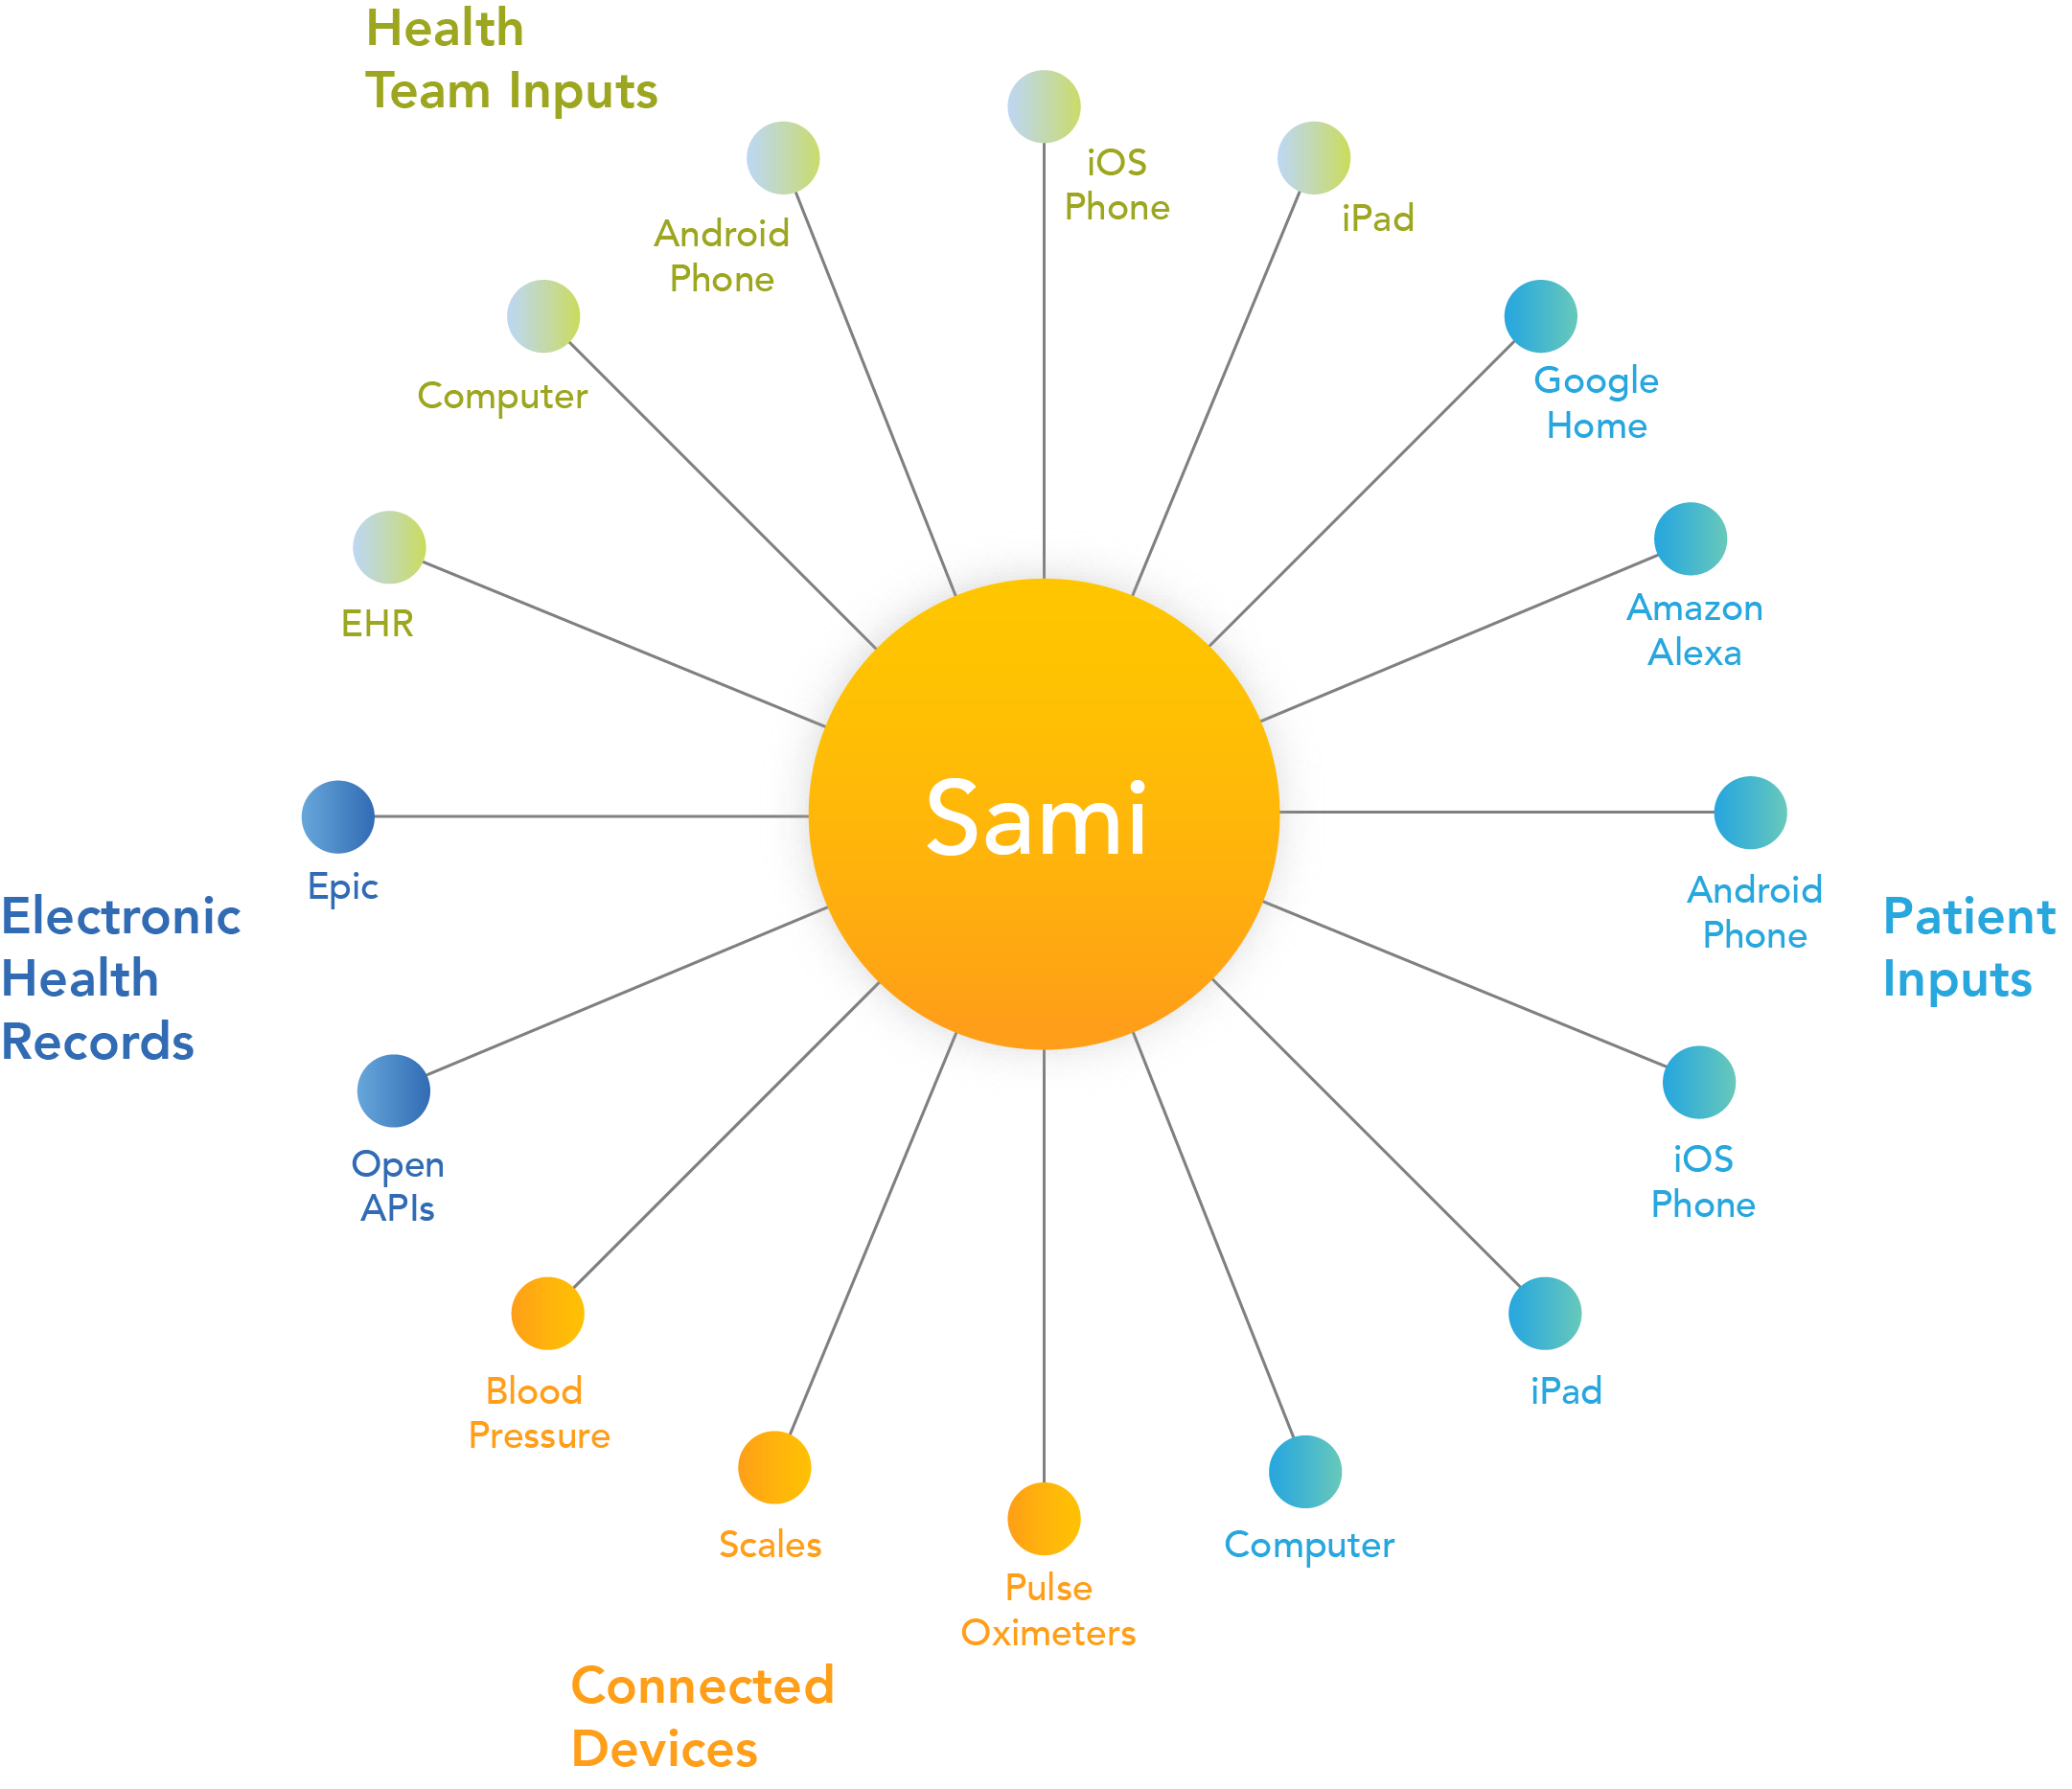 Health
Team Inputs
iOS
Phone
iPad
Android
Phone
Computer
Google
Home
EHR
Amazon
Alexa
Sami
Epic
Android
Phone
Electronic
Health
Records
Patient
Inputs
Open
APIs
iOS
Phone
Blood
Pressure
iPad
Scales
Computer
Pulse
Oximeters
Connected
Devices